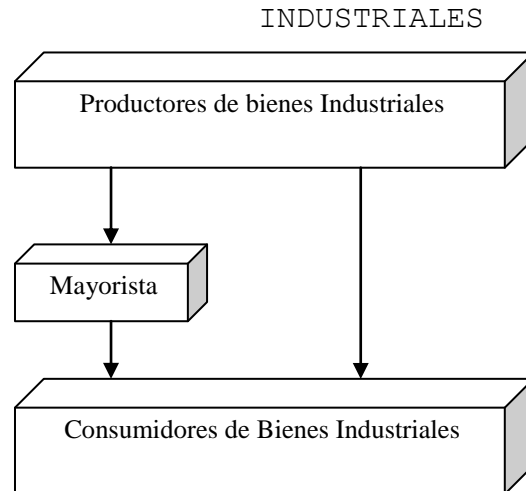 INDUSTRIALES
Productores de bienes Industriales
Mayorista
Consumidores de Bienes Industriales